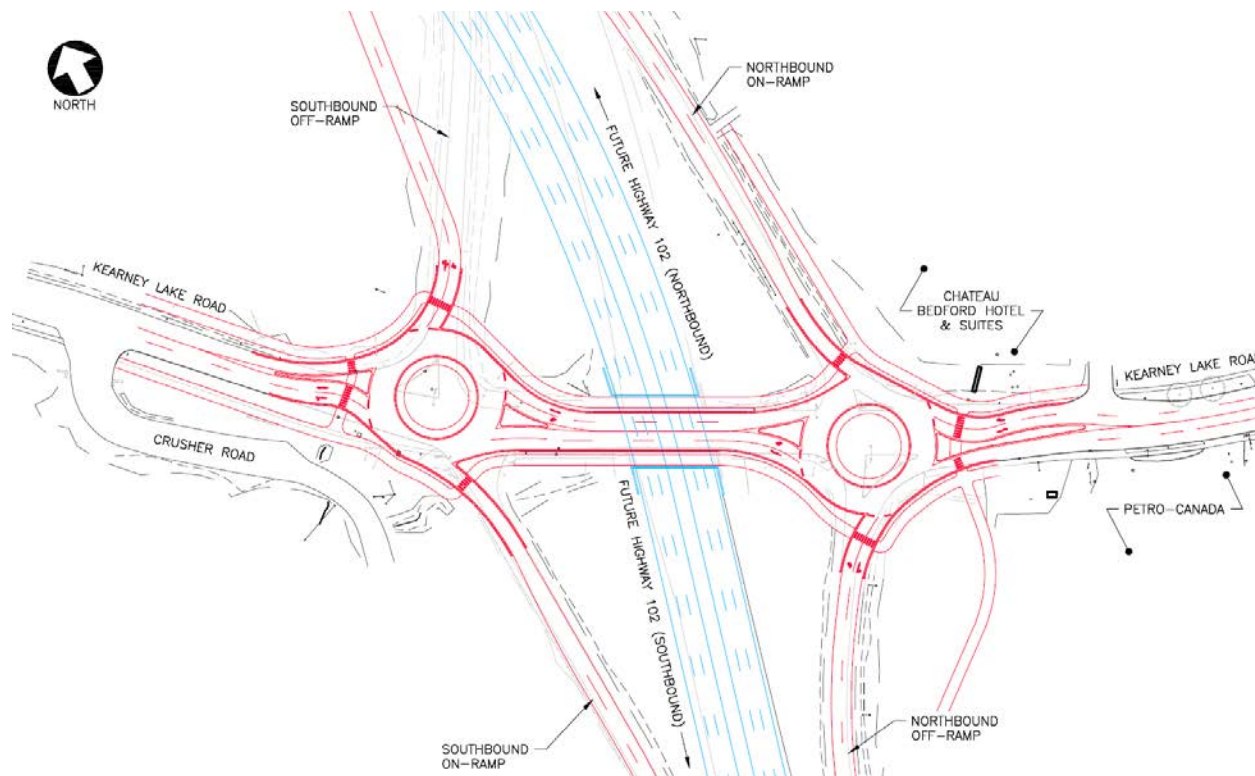 NORTH
SOUTHBOUND
OFF-RAMP
NORTHBOUND
ON-RAMP
FUTURE HIGHWAY 102 (NORTHBOUND)
KEARNEY LAKE ROAD
CHATEAU
BEDFORD HOTEL
& SUITES
KEARNEY LAKE ROA
CRUSHER ROAD
PETRO-CANADA
FUTURE HIGHWAY 102 (SOUTHBOUND)
SOUTHBOUND
ON-RAMP
NORTHBOUND
OFF-RAMP